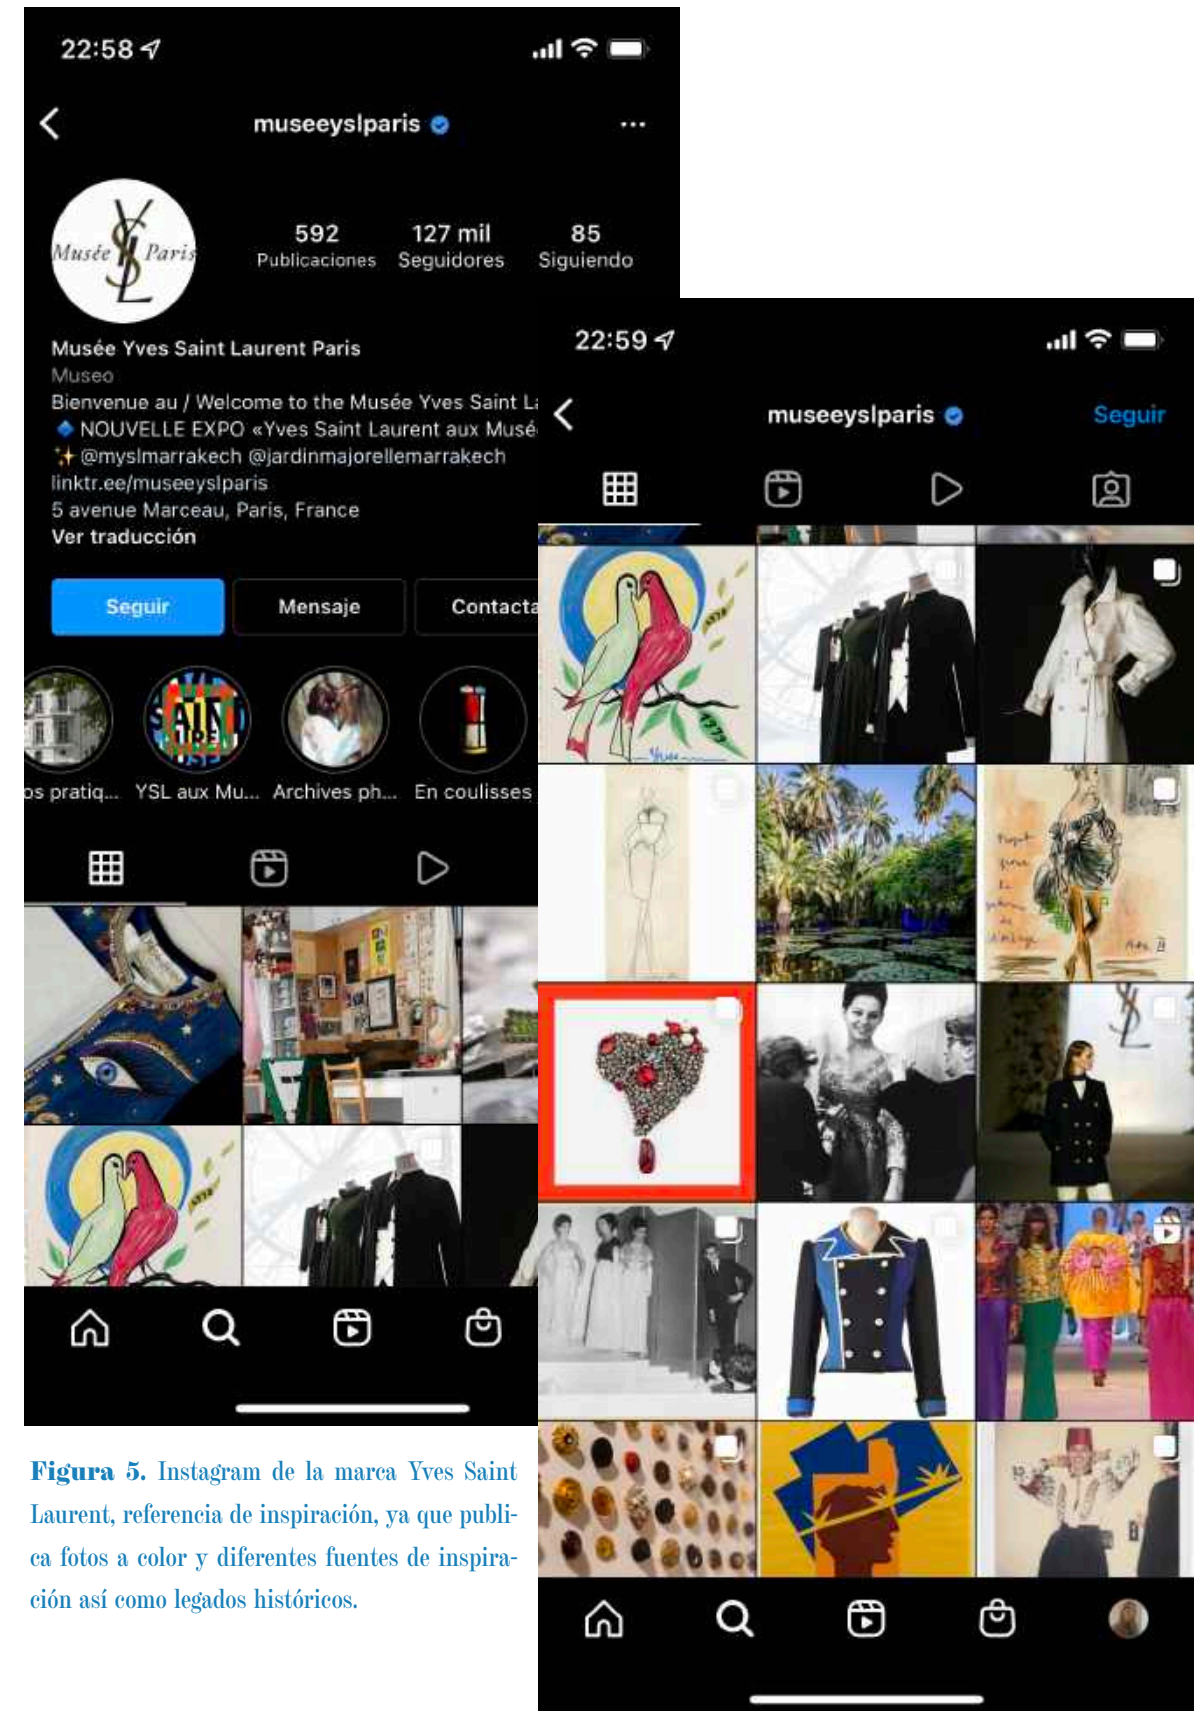 22:58
museeyslparis
Musée YSL Paris
592
127 mil
85
Publicaciones
Seguidores
Siguiendo
Musée Yves Saint Laurent Paris
Museo
Bienvenue au / Welcome to the Musée Yves Saint
NOUVELLE EXPO «Yves Saint Laurent aux
@myslmarrakech @jardinmajorellemarrakech
linktr.ee/museeyslparis
5 avenue Marceau, Paris, France
Ver traducción
Seguir
Mensaje
Contacta
os pratiq...
YSL aux Mu...
Archives ph...
En coulisses
22:59
museeyslparis
Seguir
1979
Figura 5. Instagram de la marca Yves Saint
Laurent, referencia de inspiración, ya que publi-
ca fotos a color y diferentes fuentes de inspira-
ción así como legados históricos.